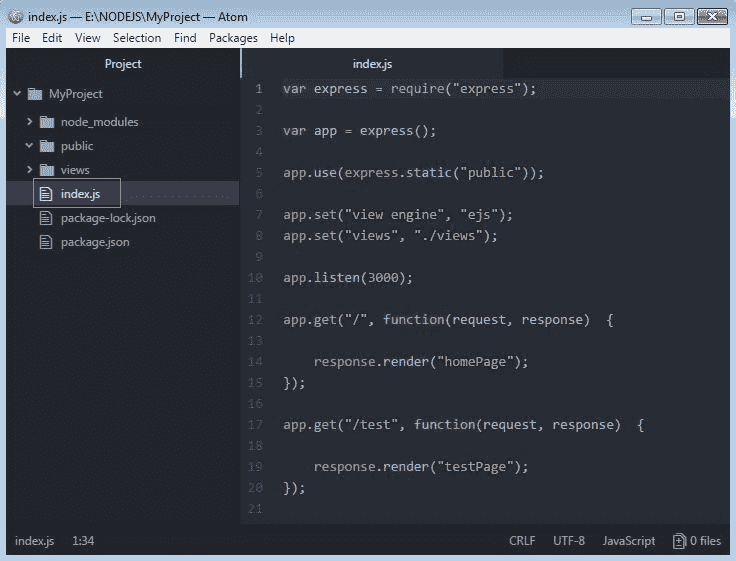 index.js — E:\NODEJS\MyProject — Atom
File Edit View Selection Find Packages Help
Project
index.js
MyProject
node_modules
public
views
index.js
package-lock.json
package.json
1 var express = require("express");
2
3 var app = express();
4
5 app.use(express.static("public"));
6
7 app.set("view engine", "ejs");
8 app.set("views", "./views");
9
10 app.listen(3000);
11
12 app.get("/", function(request, response)  {
13
14     response.render("homePage");
15 });
16
17 app.get("/test", function(request, response)  {
18
19     response.render("testPage");
20 });
21
index.js 1:34 CRLF UTF-8 JavaScript 0 files